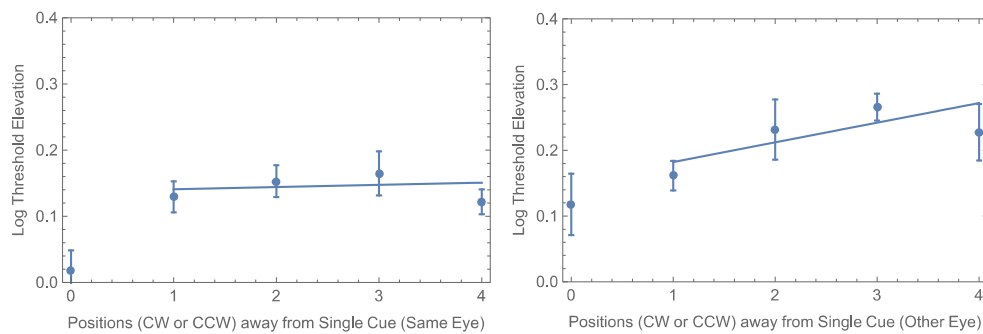 Log Threshold Elevation
0.4
0.3
0.2
0.1
0.0
0 1 2 3 4
Positions (CW or CCW) away from Single Cue (Same Eye)
Log Threshold Elevation
0.4
0.3
0.2
0.1
0.0
0 1 2 3 4
Positions (CW or CCW) away from Single Cue (Other Eye)